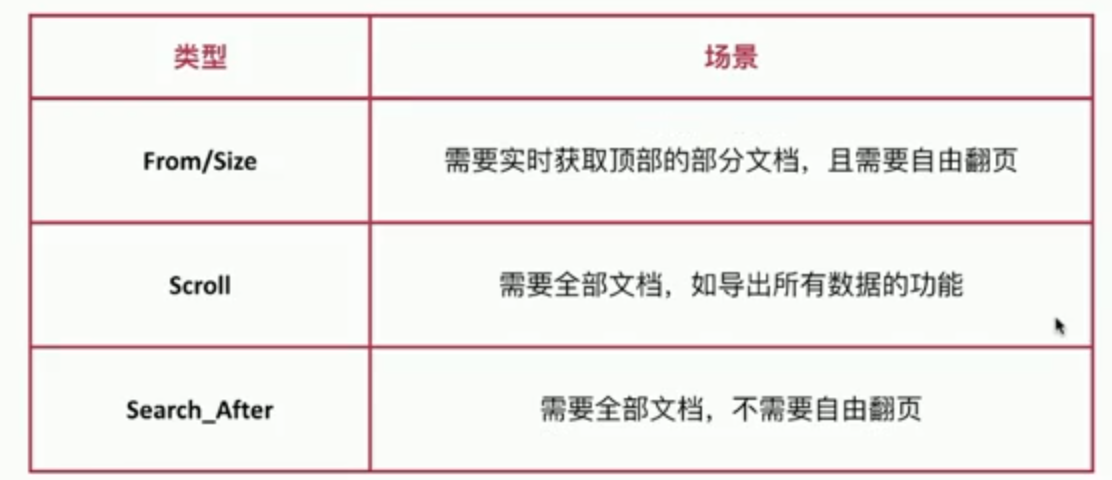 类型
场景
From/Size
需要实时获取顶部的部分文档，且需要自由翻页
Scroll
需要全部文档，如导出所有数据的功能
Search_After
需要全部文档，不需要自由翻页